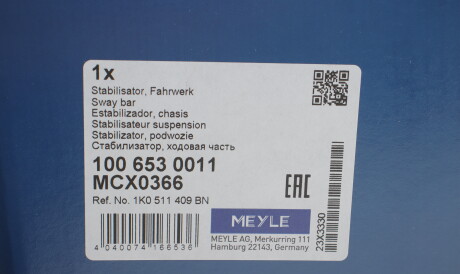 1x
Stabilisator, Fahrwerk
Sway bar
Estabilizador, chasis
Stabilisateur suspension
Stabilizator, podwozie
Стабилизатор, ходовая часть
100 653 0011
MCX0366
Ref. No. 1K0 511 409 BN
EAC
MEYLE
MEYLE AG, Merkurring 111
Hamburg 22143, Germany
4 040074 166536
23X3330